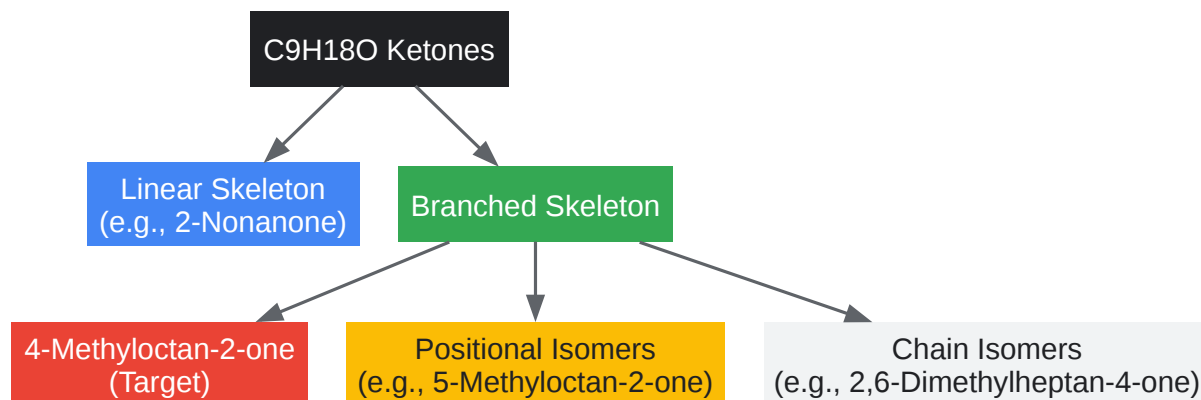 C9H18O Ketones
Linear Skeleton
(e.g., 2-Nonanone)
Branched Skeleton
4-Methyloctan-2-one
(Target)
Positional Isomers
(e.g., 5-Methyloctan-2-one)
Chain Isomers
(e.g., 2,6-Dimethylheptan-4-one)